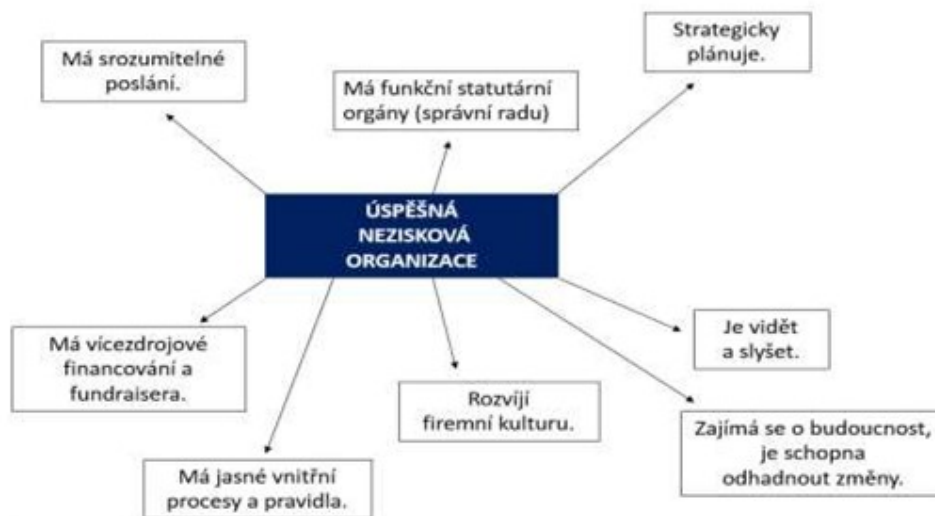 Má srozumitelné
poslání.
Má funkční statutární
orgány (správní radu)
Strategicky
plánuje.
ÚSPĚŠNÁ
NEZISKOVÁ
ORGANIZACE
Má vícezdrojové
financování a
fundraisera.
Má jasné vnitřní
procesy a pravidla.
Rozvíjí
firemní kulturu.
Je vidět
a slyšet.
Zajímá se o budoucnost,
je schopna
odhadnout změny.